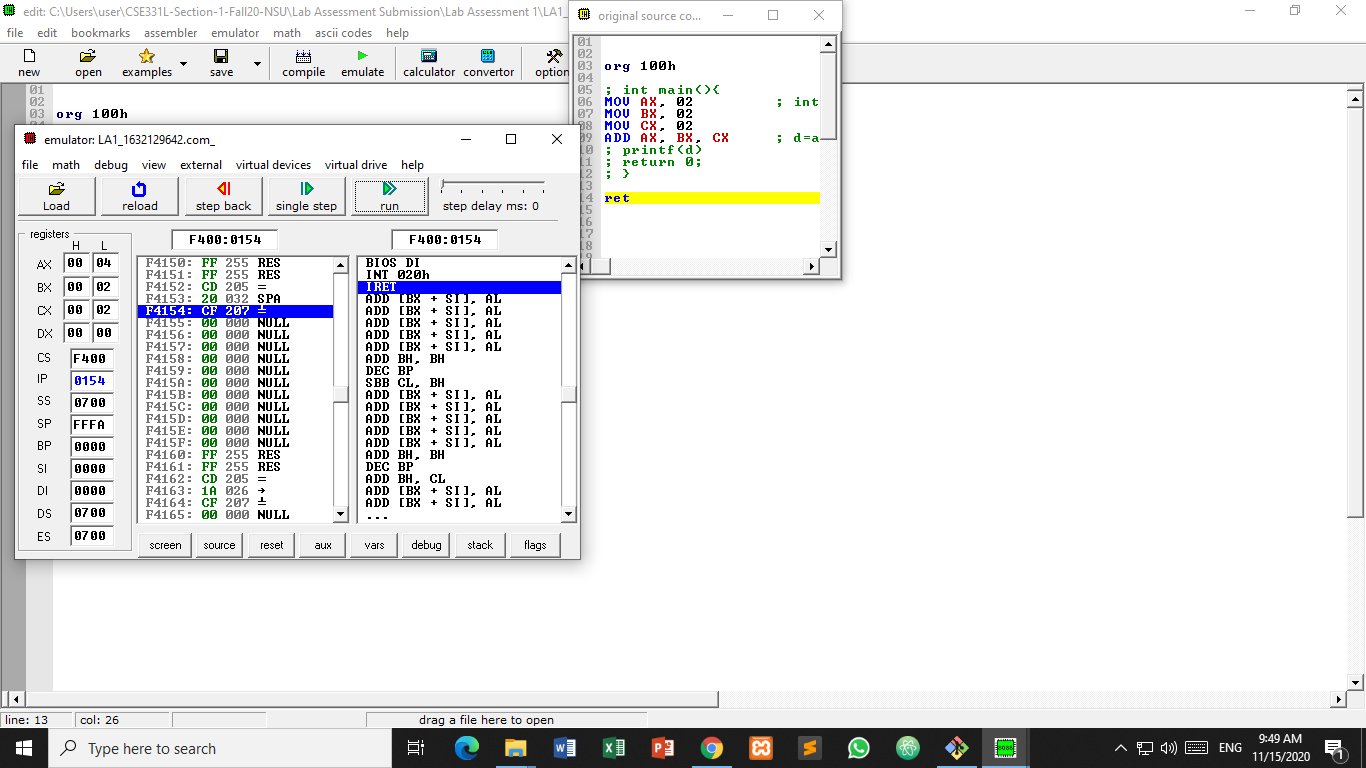 edit: C:\Users\user\CSE331L-Section-1-Fall20-NSU\Lab Assessment Submission\Lab Assessment 1\LA1_
file edit bookmarks assembler emulator math ascii codes help
new open examples save compile emulate calculator convertor option
01
02
03 org 100h
original source co...
01
02
03 org 100h
04
05 ; int main(){
06 MOV AX, 02 ; int
07 MOV BX, 02
08 MOV CX, 02
09 ADD AX, BX, CX ; d=a
10 ; printf(d)
11 ; return 0;
12 ; }
13
14 ret
15
16
17
18
emulator: LA1_1632129642.com_
file math debug view external virtual devices virtual drive help
Load reload step back single step run step delay ms: 0
registers
H L
AX 00 04
BX 00 02
CX 00 02
DX 00 00
CS F400
IP 0154
SS 0700
SP FFFA
BP 0000
SI 0000
DI 0000
DS 0700
ES 0700
F400:0154
F4150: FF 255 RES
F4151: FF 255 RES
F4152: CD 205 =
F4153: 20 032 SPA
F4154: CF 207 ╧
F4155: 00 000 NULL
F4156: 00 000 NULL
F4157: 00 000 NULL
F4158: 00 000 NULL
F4159: 00 000 NULL
F415A: 00 000 NULL
F415B: 00 000 NULL
F415C: 00 000 NULL
F415D: 00 000 NULL
F415E: 00 000 NULL
F415F: 00 000 NULL
F4160: FF 255 RES
F4161: FF 255 RES
F4162: CD 205 =
F4163: 1A 026 →
F4164: CF 207 ╧
F4165: 00 000 NULL
F400:0154
BIOS DI
INT 020h
IRET
ADD [BX + SI], AL
ADD [BX + SI], AL
ADD [BX + SI], AL
ADD [BX + SI], AL
ADD [BX + SI], AL
ADD BH, BH
DEC BP
SBB CL, BH
ADD [BX + SI], AL
ADD [BX + SI], AL
ADD [BX + SI], AL
ADD [BX + SI], AL
ADD [BX + SI], AL
ADD BH, BH
DEC BP
ADD BH, CL
ADD [BX + SI], AL
ADD [BX + SI], AL
...
screen source reset aux vars debug stack flags
line: 13 col: 26 drag a file here to open
Type here to search
ENG
9:49 AM
11/15/2020
1